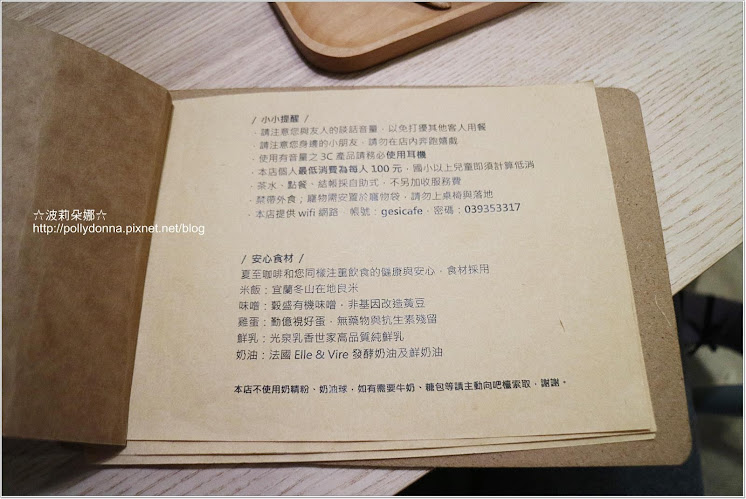 / 小小提醒 /
．請注意您與友人的談話音量，以免打擾其他客人用餐
．請注意您身邊的小朋友，請勿在店內奔跑嬉戲
．使用有音量之 3C 產品請務必使用耳機
．本店個人最低消費為每人 100 元，國小以上兒童即須計算低消
．茶水、點餐、結帳採自助式，不另加收服務費
．禁帶外食；寵物需安置於寵物袋，請勿上桌椅與落地
．本店提供 wifi 網路　帳號：gesicafe，密碼：039353317
☆波莉朵娜☆
http://pollydonna.pixnet.net/blog
/ 安心食材 /
夏至咖啡和您同樣注重飲食的健康與安心，食材採用
米飯：宜蘭冬山在地良米
味噌：穀盛有機味噌，非基因改造黃豆
雞蛋：勤億視好蛋，無藥物與抗生素殘留
鮮乳：光泉乳香世家高品質純鮮乳
奶油：法國 Elle & Vire 發酵奶油及鮮奶油
本店不使用奶精粉、奶油球，如有需要牛奶、糖包等請主動向吧檯索取，謝謝。